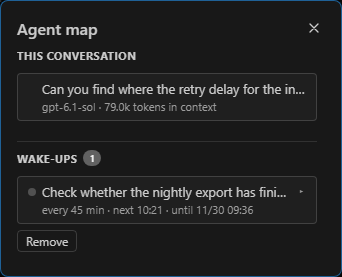 Agent map
THIS CONVERSATION
Can you find where the retry delay for the in...
gpt-6.1-sol · 79.0k tokens in context
WAKE-UPS 1
Check whether the nightly export has fini...
every 45 min · next 10:21 · until 11/30 09:36
Remove